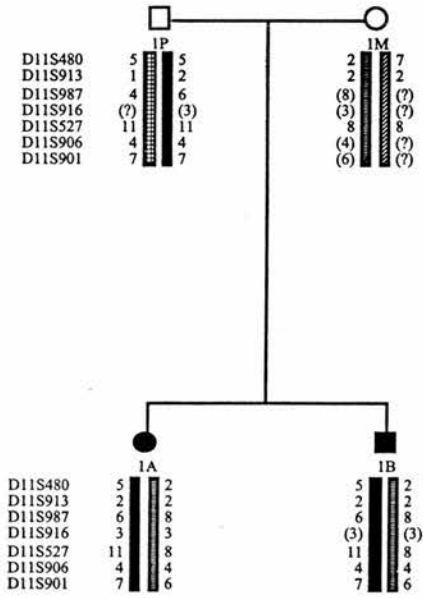 1P 1M
D11S480 5 5 2 7
D11S913 1 2 2 2
D11S987 4 6 (8) (?)
D11S916 (?) (3) (3) (?)
D11S527 11 11 8 8
D11S906 4 4 (4) (?)
D11S901 7 7 (6) (?)
1A 1B
D11S480 5 2 5 2
D11S913 2 2 2 2
D11S987 6 8 6 8
D11S916 3 3 (3) (3)
D11S527 11 8 11 8
D11S906 4 4 4 4
D11S901 7 6 7 6